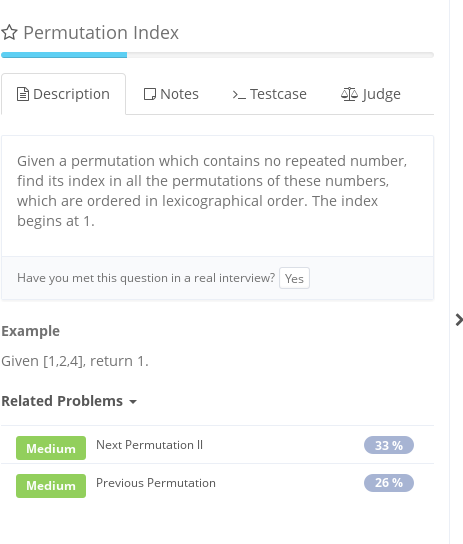 Permutation Index
Description
Notes
Testcase
Judge
Given a permutation which contains no repeated number,
find its index in all the permutations of these numbers,
which are ordered in lexicographical order. The index
begins at 1.
Have you met this question in a real interview? Yes
Example
Given [1,2,4], return 1.
Related Problems
Medium Next Permutation II 33 %
Medium Previous Permutation 26 %